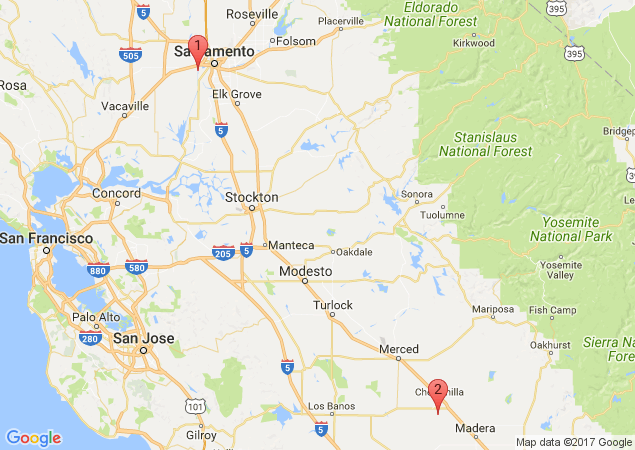 ELDORADO
National Forest
395
395
Roseville
Placerville
505
5
1
Folsom
Kirkwood
395
Rosa
Elk Grove
Vacaville
5
Stanislaus
National Forest
Bridgep
Concord
Stockton
Sonora
Le
Tuolumne
Yosemite
National Park
San Francisco
Manteca
205
5
Oakdale
880
580
Modesto
Yosemite
Valley
Palo Alto
Turlock
Mariposa
Fish Camp
280
San Jose
Merced
Oakhurst
Sierra N
Forest
5
2
101
Los Banos
Gilroy
5
Madera
Google
Map data ©2017 Google